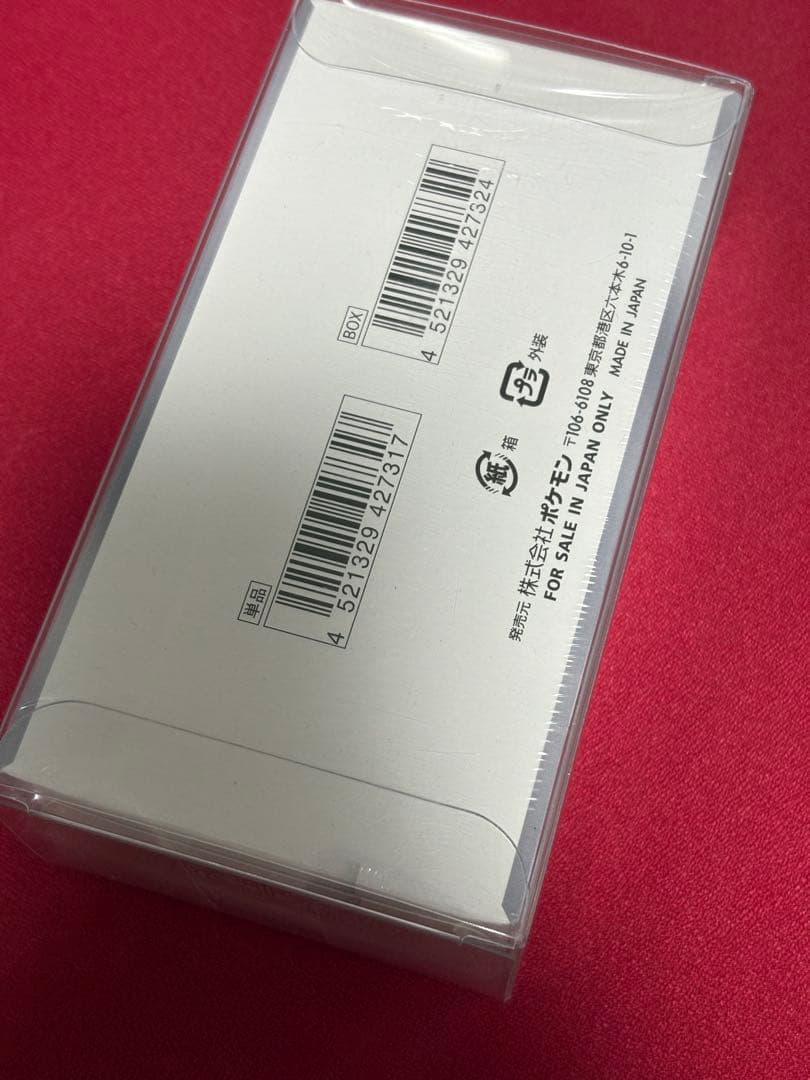 BOX
4 521329 427324
単品
4 521329 427317
プラ 外装
紙 箱
発売元 株式会社 ポケモン 〒106-6108 東京都港区六本木6-10-1
FOR SALE IN JAPAN ONLY MADE IN JAPAN